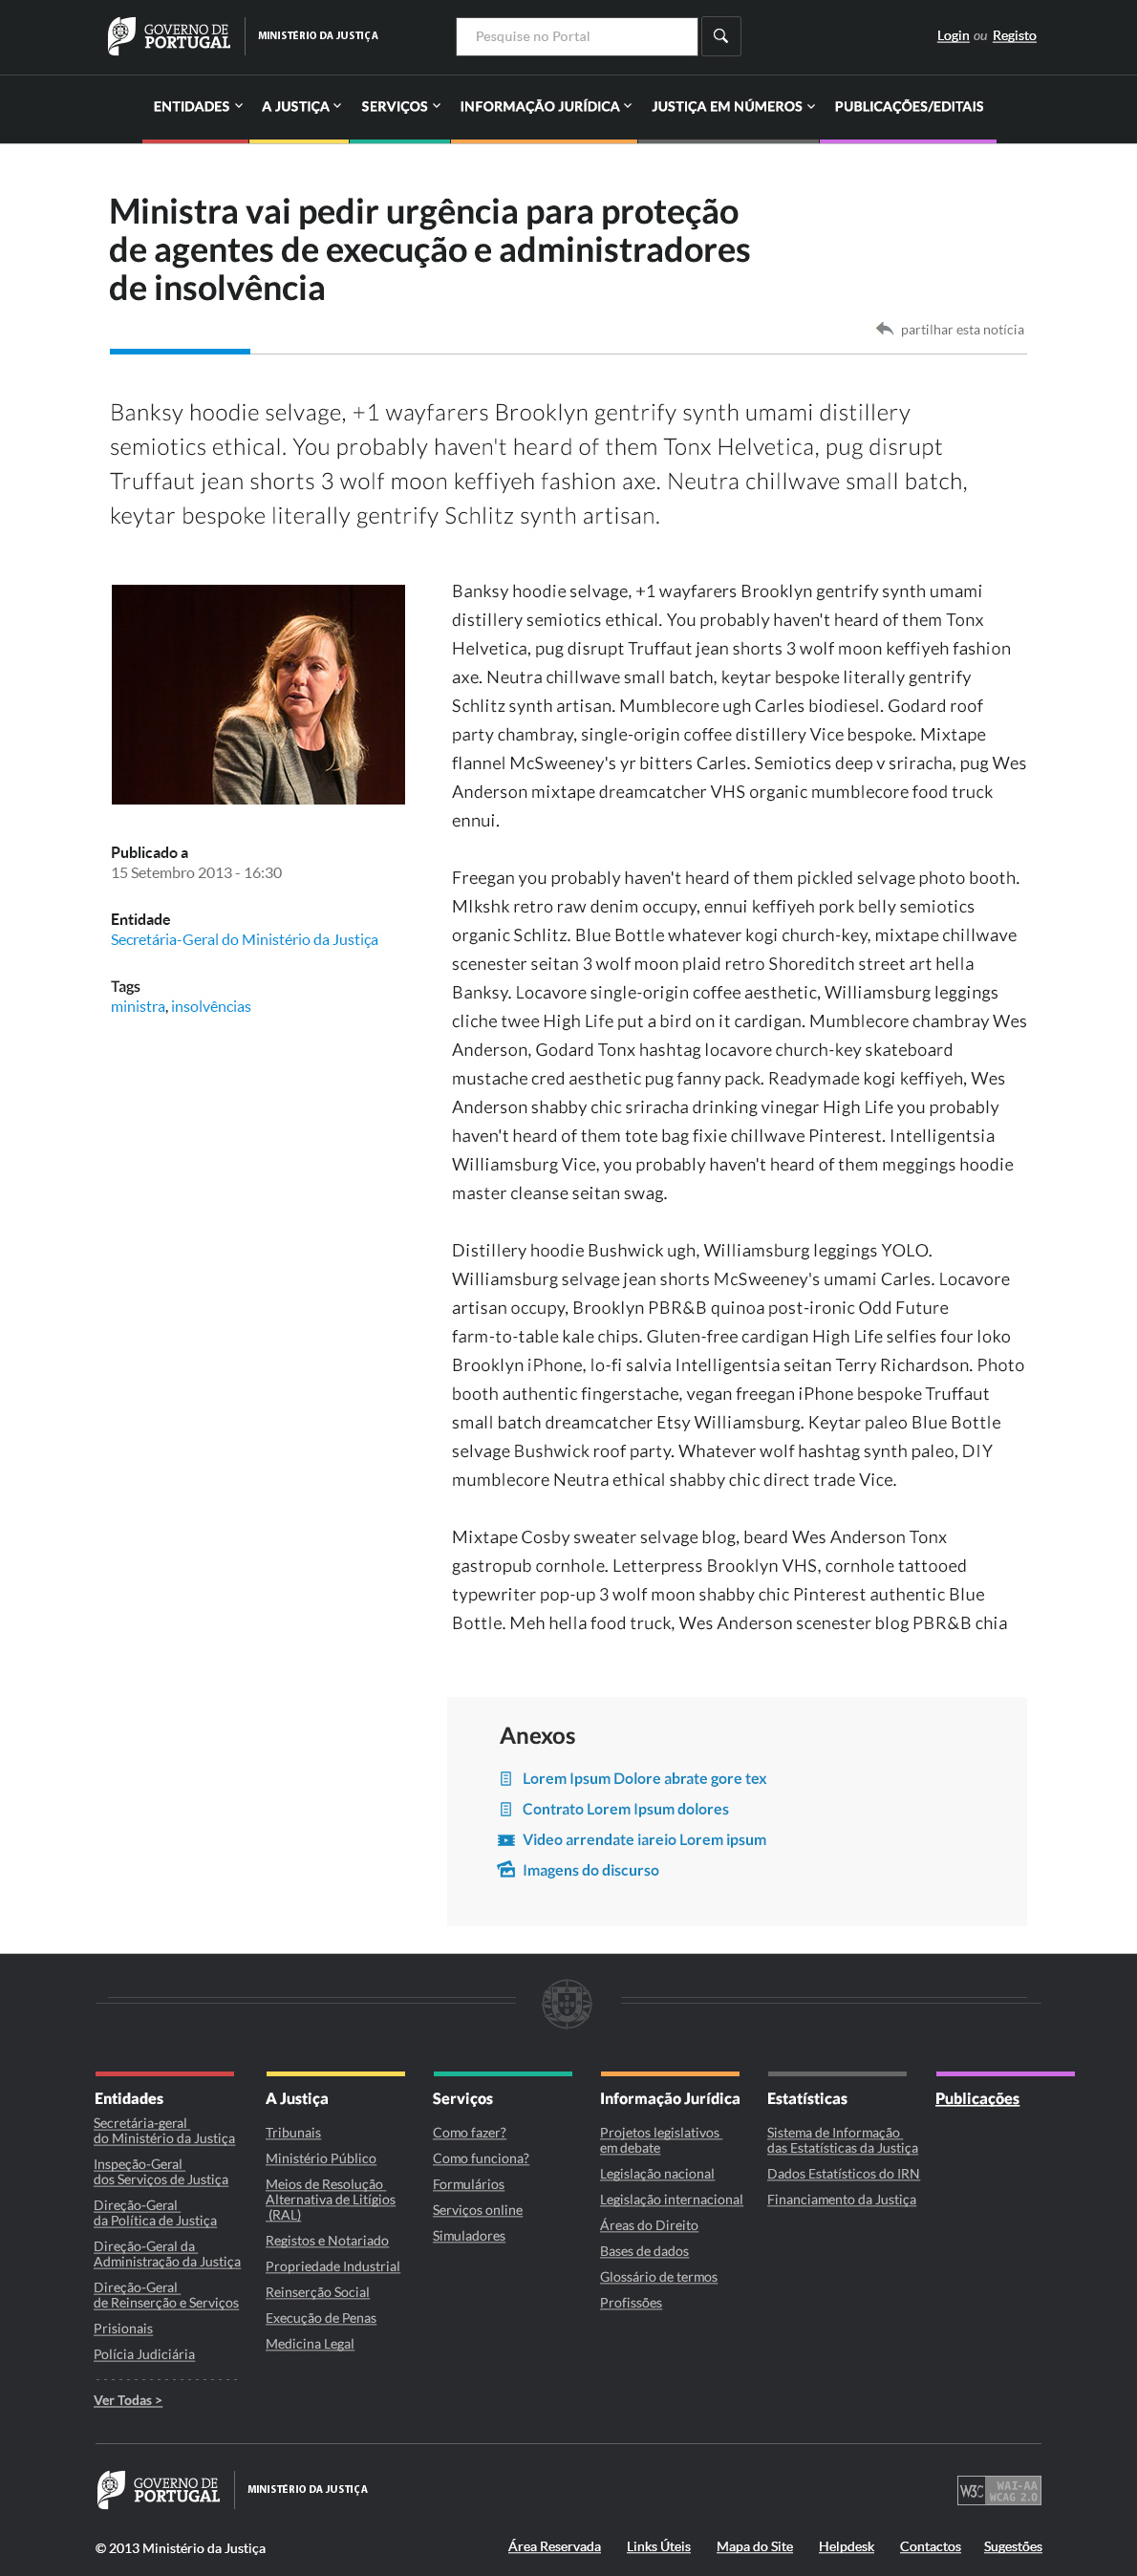 GOVERNO DE
PORTUGAL
MINISTÉRIO DA JUSTIÇA
Pesquise no Portal
Login ou Registo
ENTIDADES
A JUSTIÇA
SERVIÇOS
INFORMAÇÃO JURÍDICA
JUSTIÇA EM NÚMEROS
PUBLICAÇÕES/EDITAIS
Ministra vai pedir urgência para proteção
de agentes de execução e administradores
de insolvência
partilhar esta notícia
Banksy hoodie selvage, +1 wayfarers Brooklyn gentrify synth umami distillery
semiotics ethical. You probably haven't heard of them Tonx Helvetica, pug disrupt
Truffaut jean shorts 3 wolf moon keffiyeh fashion axe. Neutra chillwave small batch,
keytar bespoke literally gentrify Schlitz synth artisan.
Publicado a
15 Setembro 2013 - 16:30
Entidade
Secretária-Geral do Ministério da Justiça
Tags
ministra, insolvências
Banksy hoodie selvage, +1 wayfarers Brooklyn gentrify synth umami
distillery semiotics ethical. You probably haven't heard of them Tonx
Helvetica, pug disrupt Truffaut jean shorts 3 wolf moon keffiyeh fashion
axe. Neutra chillwave small batch, keytar bespoke literally gentrify
Schlitz synth artisan. Mumblecore ugh Carles biodiesel. Godard roof
party chambray, single-origin coffee distillery Vice bespoke. Mixtape
flannel McSweeney's yr bitters Carles. Semiotics deep v sriracha, pug Wes
Anderson mixtape dreamcatcher VHS organic mumblecore food truck
ennui.
Freegan you probably haven't heard of them pickled selvage photo booth.
Mlkshk retro raw denim occupy, ennui keffiyeh pork belly semiotics
organic Schlitz. Blue Bottle whatever kogi church-key, mixtape chillwave
scenester seitan 3 wolf moon plaid retro Shoreditch street art hella
Banksy. Locavore single-origin coffee aesthetic, Williamsburg leggings
cliche twee High Life put a bird on it cardigan. Mumblecore chambray Wes
Anderson, Godard Tonx hashtag locavore church-key skateboard
mustache cred aesthetic pug fanny pack. Readymade kogi keffiyeh, Wes
Anderson shabby chic sriracha drinking vinegar High Life you probably
haven't heard of them tote bag fixie chillwave Pinterest. Intelligentsia
Williamsburg Vice, you probably haven't heard of them meggings hoodie
master cleanse seitan swag.
Distillery hoodie Bushwick ugh, Williamsburg leggings YOLO.
Williamsburg selvage jean shorts McSweeney's umami Carles. Locavore
artisan occupy, Brooklyn PBR&B quinoa post-ironic Odd Future
farm-to-table kale chips. Gluten-free cardigan High Life selfies four loko
Brooklyn iPhone, lo-fi salvia Intelligentsia seitan Terry Richardson. Photo
booth authentic fingerstache, vegan freegan iPhone bespoke Truffaut
small batch dreamcatcher Etsy Williamsburg. Keytar paleo Blue Bottle
selvage Bushwick roof party. Whatever wolf hashtag synth paleo, DIY
mumblecore Neutra ethical shabby chic direct trade Vice.
Mixtape Cosby sweater selvage blog, beard Wes Anderson Tonx
gastropub cornhole. Letterpress Brooklyn VHS, cornhole tattooed
typewriter pop-up 3 wolf moon shabby chic Pinterest authentic Blue
Bottle. Meh hella food truck, Wes Anderson scenester blog PBR&B chia
Anexos
Lorem Ipsum Dolore abrate gore tex
Contrato Lorem Ipsum dolores
Video arrendate iareio Lorem ipsum
Imagens do discurso
Entidades
Secretária-geral
do Ministério da Justiça
Inspeção-Geral
dos Serviços de Justiça
Direção-Geral
da Política de Justiça
Direção-Geral da
Administração da Justiça
Direção-Geral
de Reinserção e Serviços
Prisionais
Polícia Judiciária
Ver Todas >
A Justiça
Tribunais
Ministério Público
Meios de Resolução
Alternativa de Litígios
(RAL)
Registos e Notariado
Propriedade Industrial
Reinserção Social
Execução de Penas
Medicina Legal
Serviços
Como fazer?
Como funciona?
Formulários
Serviços online
Simuladores
Informação Jurídica
Projetos legislativos
em debate
Legislação nacional
Legislação internacional
Áreas do Direito
Bases de dados
Glossário de termos
Profissões
Estatísticas
Sistema de Informação
das Estatísticas da Justiça
Dados Estatísticos do IRN
Financiamento da Justiça
Publicações
GOVERNO DE
PORTUGAL
MINISTÉRIO DA JUSTIÇA
W3C
WAI-AA
WCAG 2.0
© 2013 Ministério da Justiça
Área Reservada
Links Úteis
Mapa do Site
Helpdesk
Contactos
Sugestões